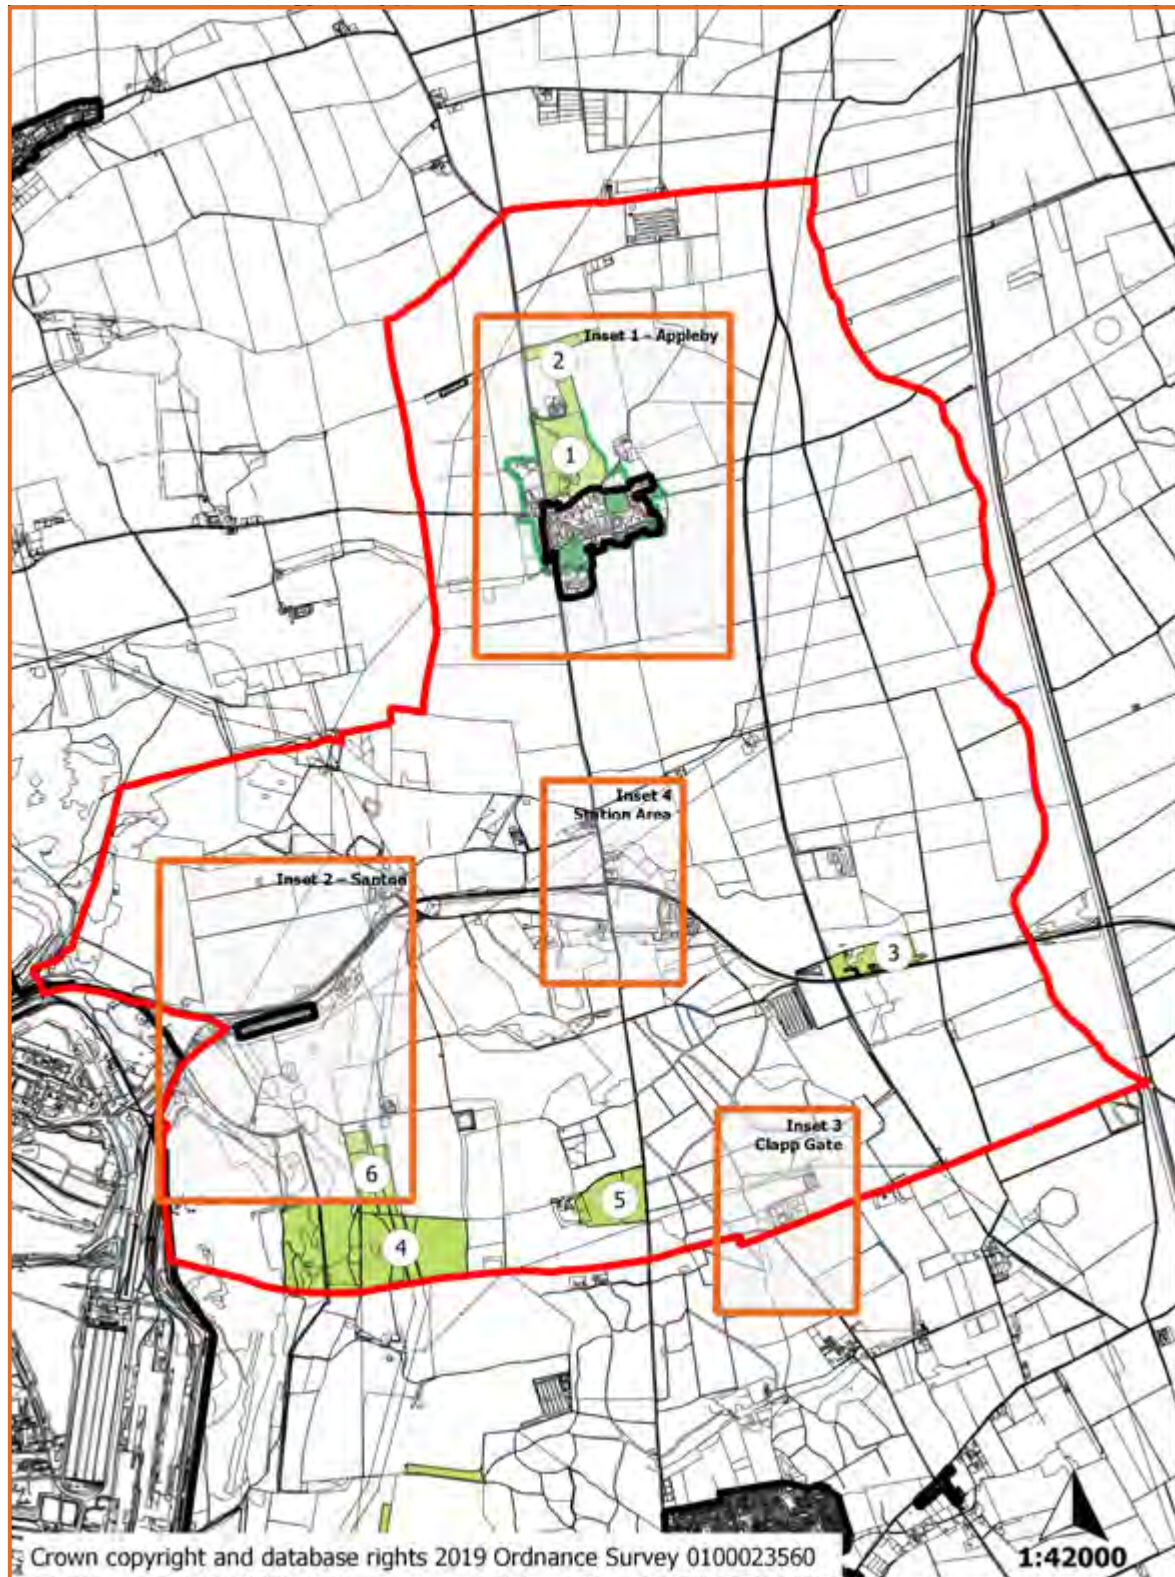 Inset 1 - Appleby
2
1
Inset 4
Station Area
Inset 2 - Santon
3
Inset 3
Clapp Gate
6
5
4
Crown copyright and database rights 2019 Ordnance Survey 0100023560
1:42000